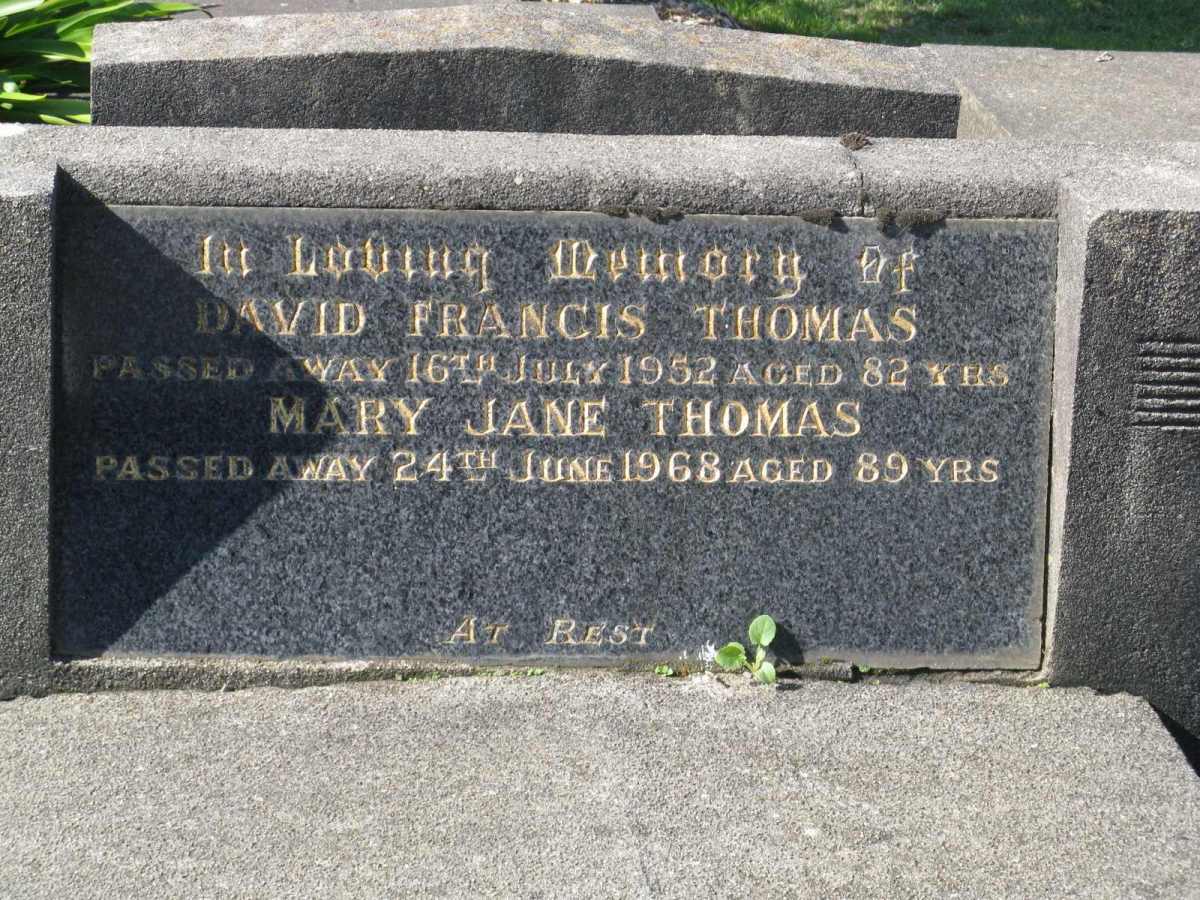 In Loving Memory Of
DAVID FRANCIS THOMAS
PASSED AWAY 16TH JULY 1952 AGED 82 YRS
MARY JANE THOMAS
PASSED AWAY 24TH JUNE 1968 AGED 89 YRS
AT REST